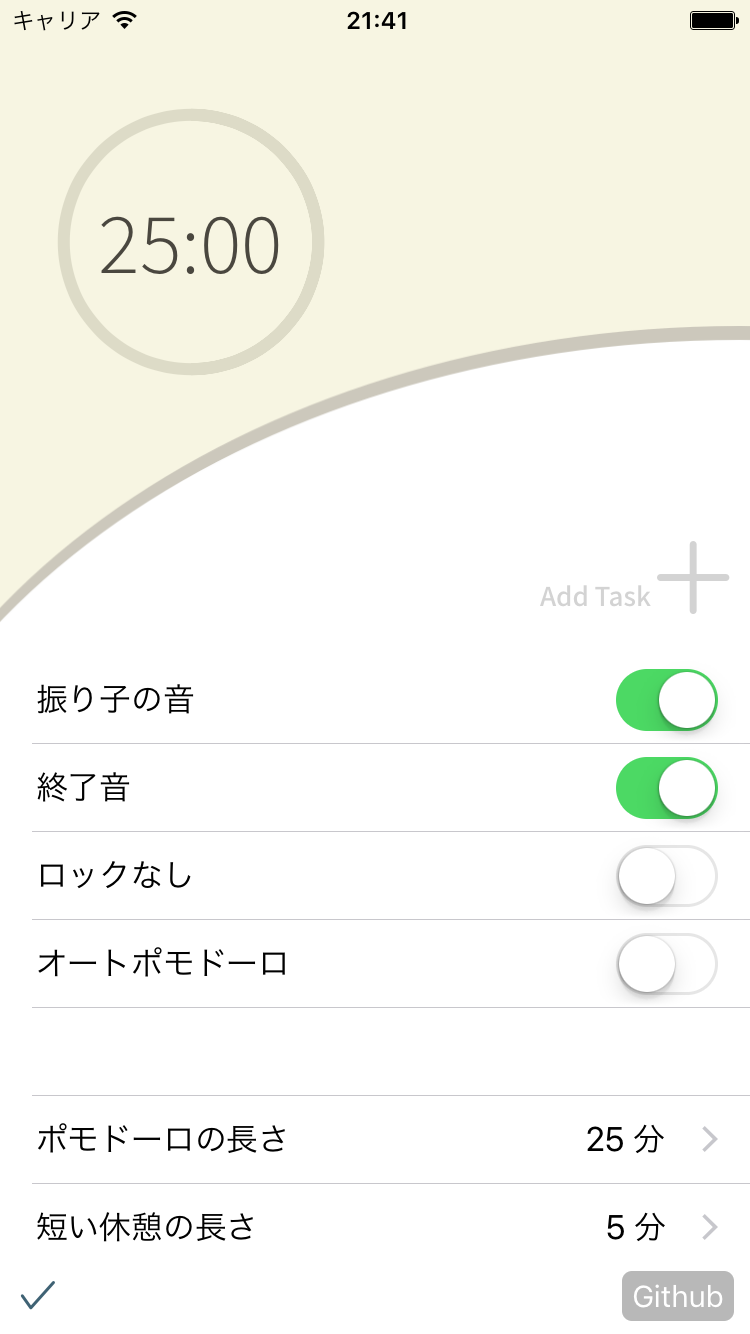 キャリア 21:41
25:00
Add Task
振り子の音
終了音
ロックなし
オートポモドーロ
ポモドーロの長さ 25 分
短い休憩の長さ 5 分
Github